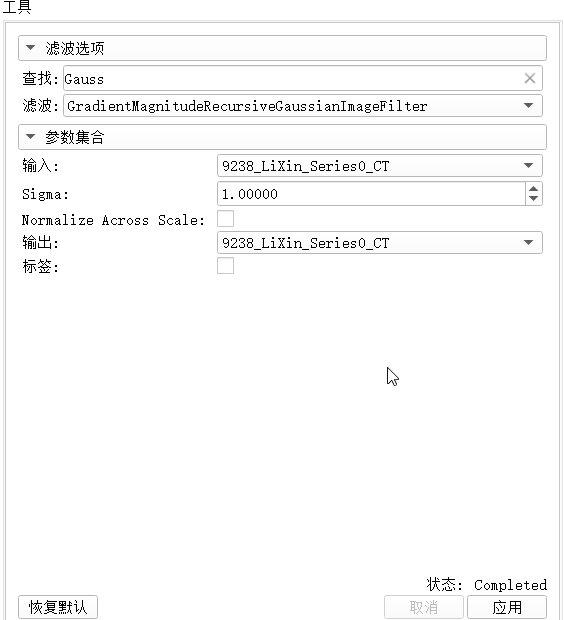 工具
滤波选项
查找: Gauss
滤波: GradientMagnitudeRecursiveGaussianImageFilter
参数集合
输入: 9238_LiXin_Series0_CT
Sigma: 1.00000
Normalize Across Scale:
输出: 9238_LiXin_Series0_CT
标签:
状态: Completed
恢复默认 取消 应用